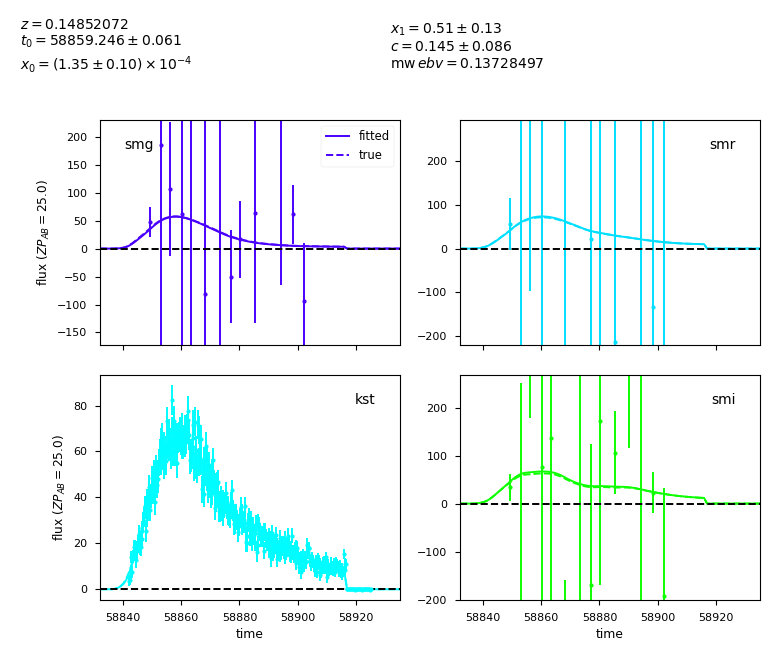 z = 0.14852072
t₀ = 58859.246 ± 0.061
x₀ = (1.35 ± 0.10) × 10⁻⁴
x₁ = 0.51 ± 0.13
c = 0.145 ± 0.086
mwebv = 0.13728497
smg
fitted
true
200
150
100
50
0
−50
−100
−150
flux (ZP_AB = 25.0)
smr
200
100
0
−100
−200
kst
80
60
40
20
0
flux (ZP_AB = 25.0)
58840 58860 58880 58900 58920
time
smi
200
100
0
−100
−200
58840 58860 58880 58900 58920
time